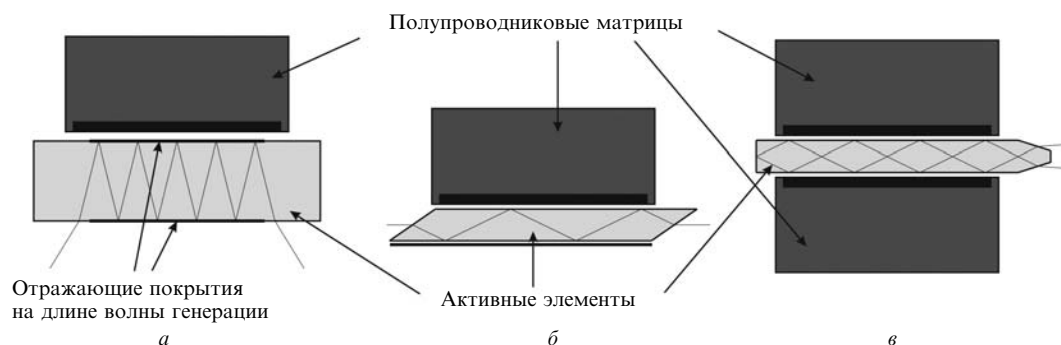 Полупроводниковые матрицы
Отражающие покрытия
на длине волны генерации
Активные элементы
а
б
в